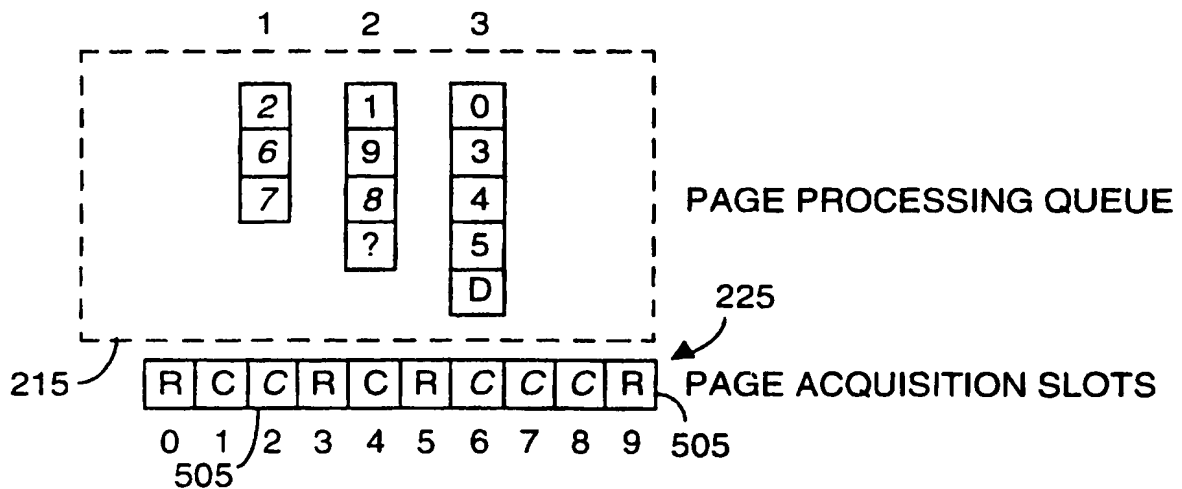 1 2 3
2 1 0
6 9 3
7 8 4
? 5
D
PAGE PROCESSING QUEUE
225
215
R C C R C R C C C R
PAGE ACQUISITION SLOTS
0 1 2 3 4 5 6 7 8 9
505
505